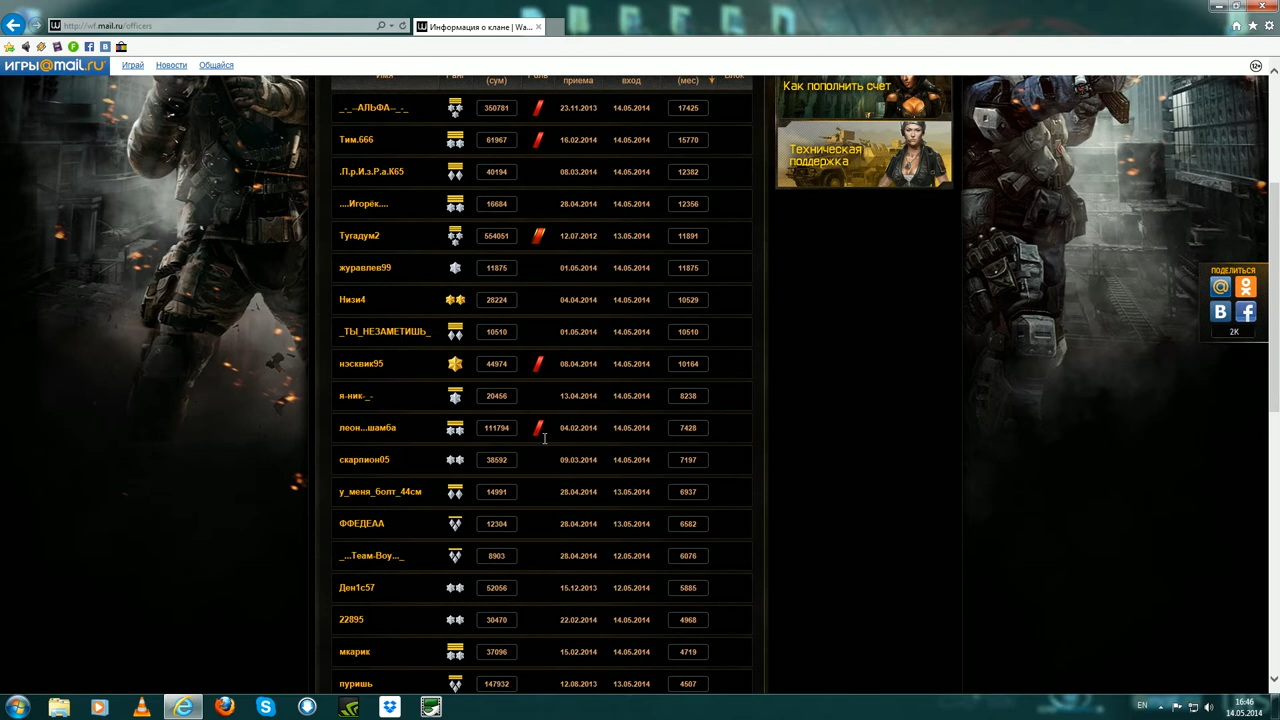 http://wf.mail.ru/officers
Информация о клане | Wa...
ИГРЫ@MAIL.RU
Играй Новости Общайся
12+
(сум) приема вход (мес)
_-_--АЛЬФА--_-_ 350781 23.11.2013 14.05.2014 17425
Тим.666 61967 16.02.2014 14.05.2014 15770
.П.р.И.з.Р.а.К65 40194 08.03.2014 14.05.2014 12382
....Игорёк.... 16684 28.04.2014 14.05.2014 12356
Тугадум2 554051 12.07.2012 13.05.2014 11891
журавлев99 11875 01.05.2014 14.05.2014 11875
Низи4 28224 04.04.2014 14.05.2014 10529
_ТЫ_НЕЗАМЕТИШЬ_ 10510 01.05.2014 14.05.2014 10510
нэсквик95 44974 08.04.2014 14.05.2014 10164
я-ник-_- 20456 13.04.2014 14.05.2014 8238
леон...шамба 111794 04.02.2014 14.05.2014 7428
скарпион05 38592 09.03.2014 14.05.2014 7197
у_меня_болт_44см 14991 28.04.2014 13.05.2014 6937
ФФЕДЕАА 12304 28.04.2014 13.05.2014 6582
_...Team-Boy..._ 8903 28.04.2014 12.05.2014 6076
Ден1с57 52056 15.12.2013 12.05.2014 5885
22895 30470 22.02.2014 14.05.2014 4968
мкарик 37096 15.02.2014 14.05.2014 4719
пуришь 147932 12.08.2013 13.05.2014 4507
Как пополнить счет
Техническая
поддержка
ПОДЕЛИТЬСЯ
2K
EN
16:46
14.05.2014